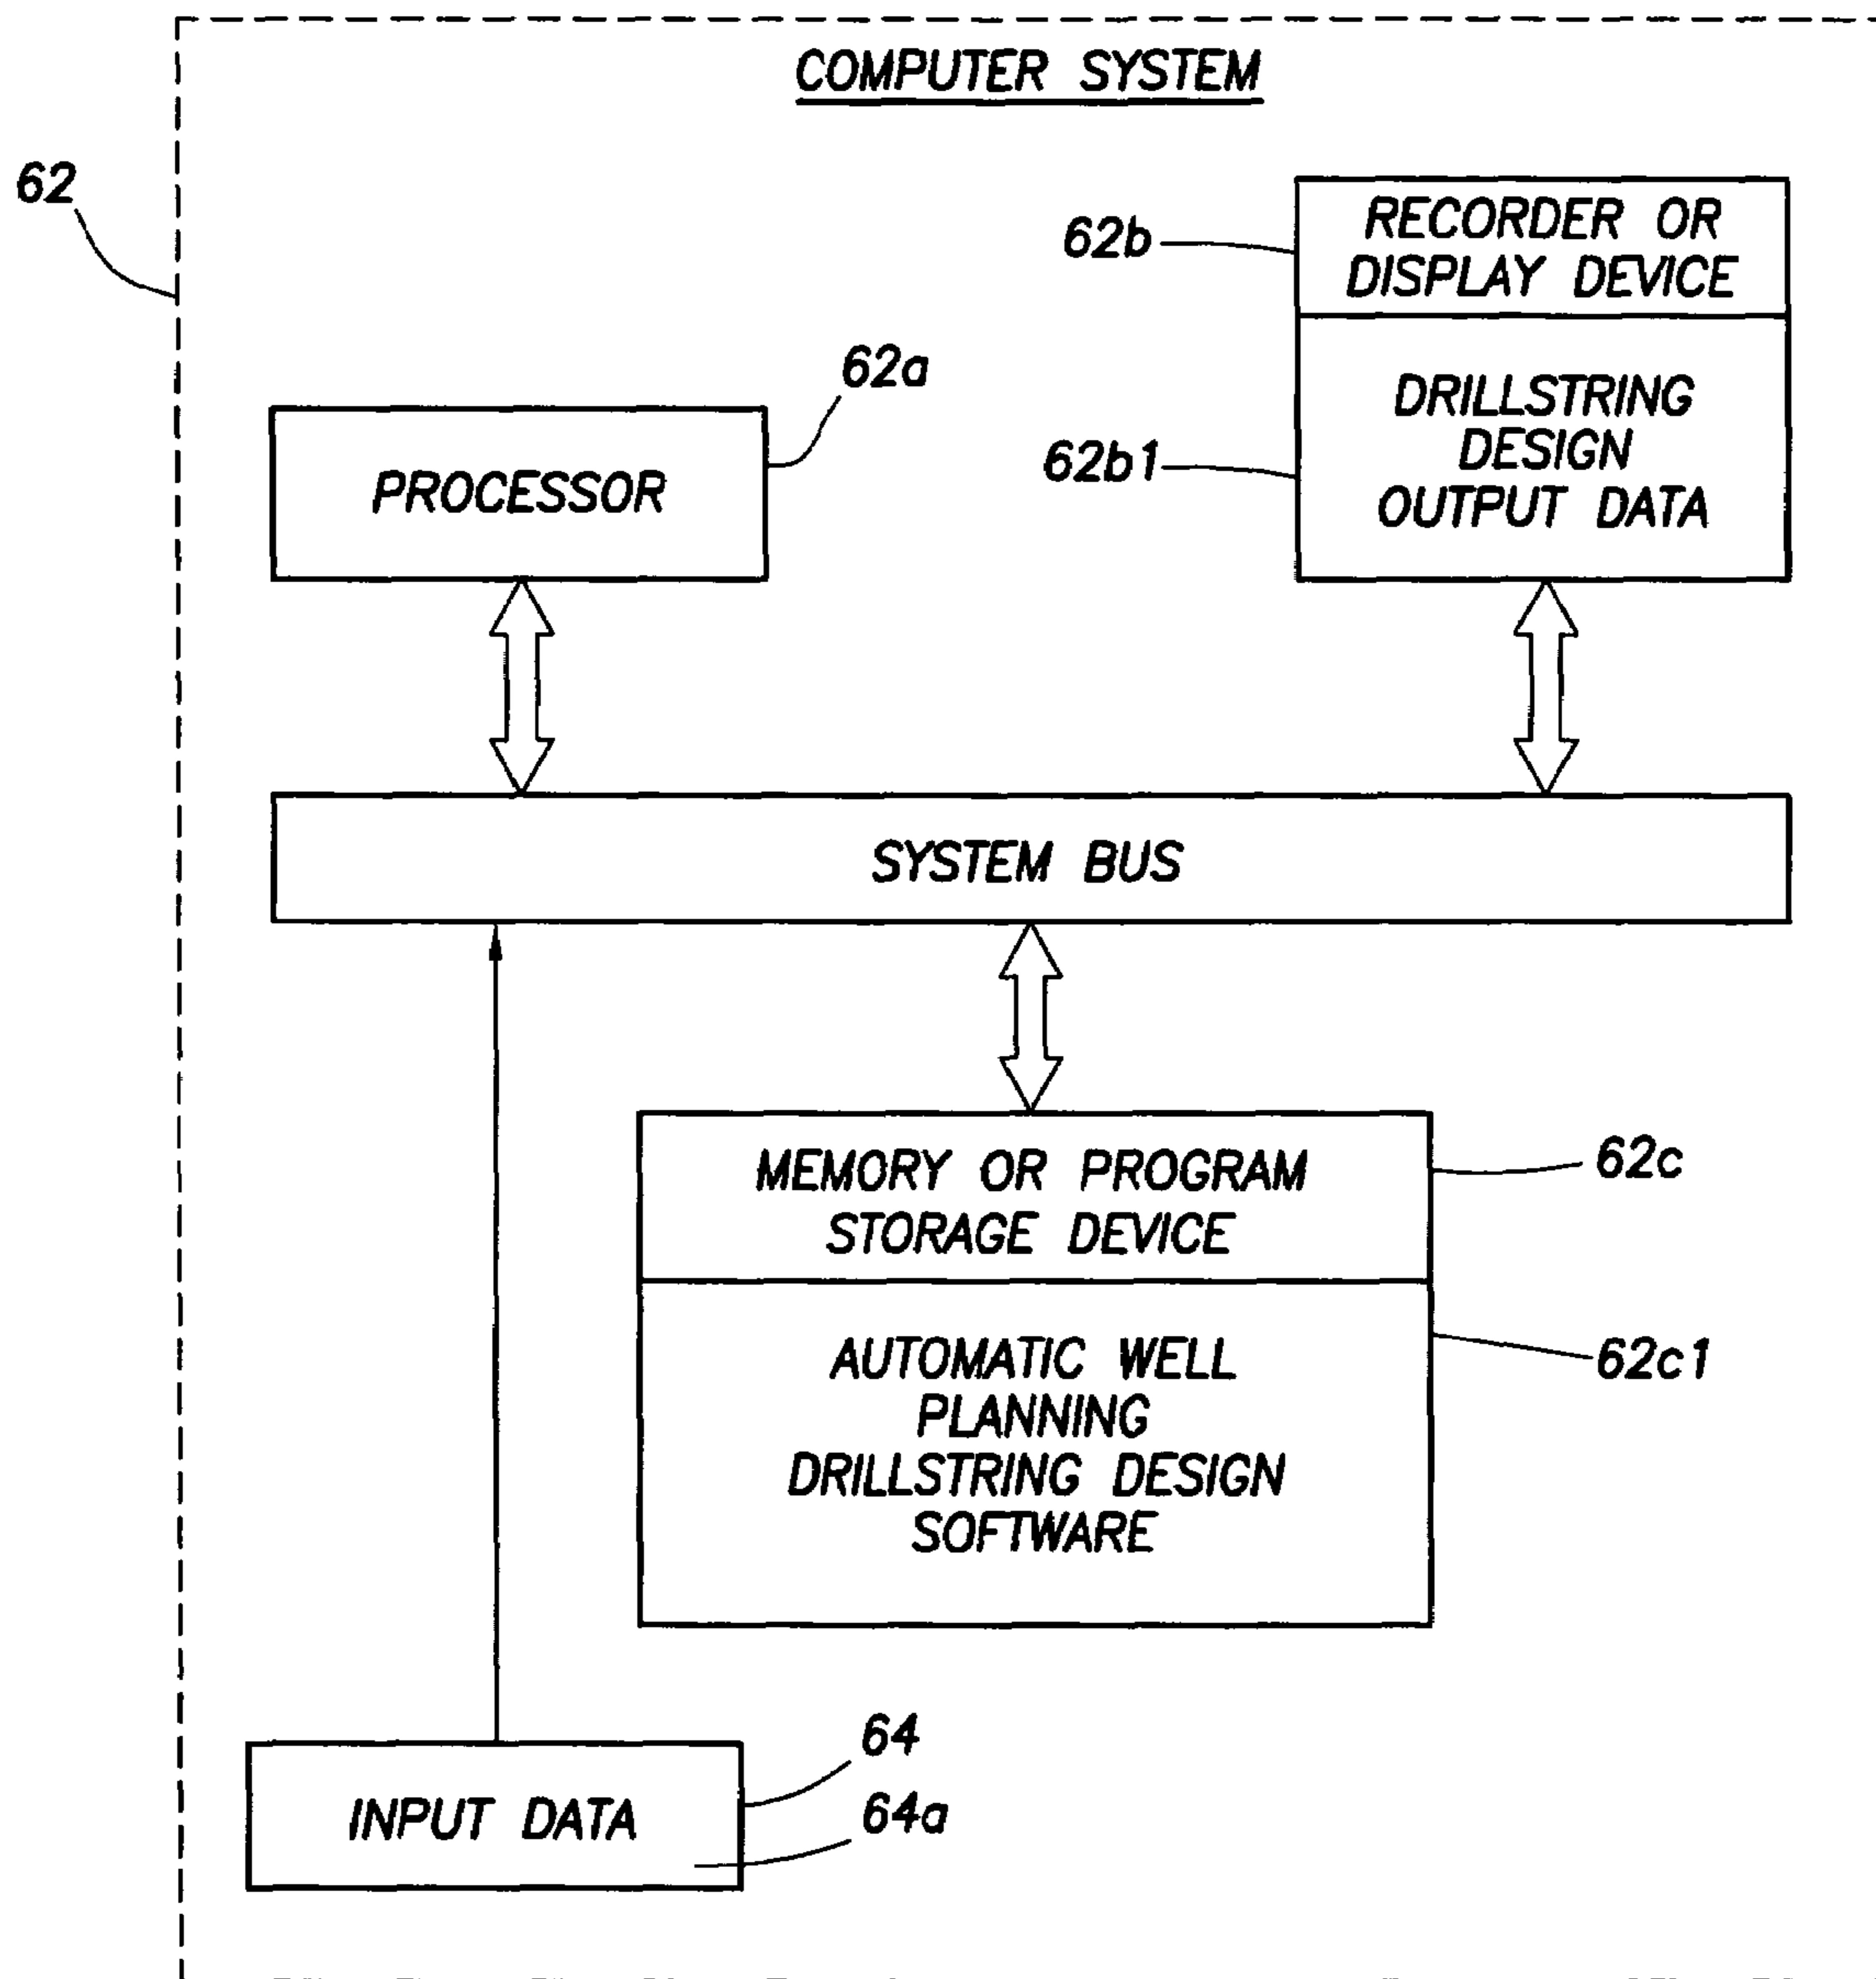 COMPUTER SYSTEM
62
62b
RECORDER OR
DISPLAY DEVICE
62a
62b1
DRILLSTRING
DESIGN
OUTPUT DATA
PROCESSOR
SYSTEM BUS
MEMORY OR PROGRAM
STORAGE DEVICE
62c
AUTOMATIC WELL
PLANNING
DRILLSTRING DESIGN
SOFTWARE
62c1
64
INPUT DATA
64a